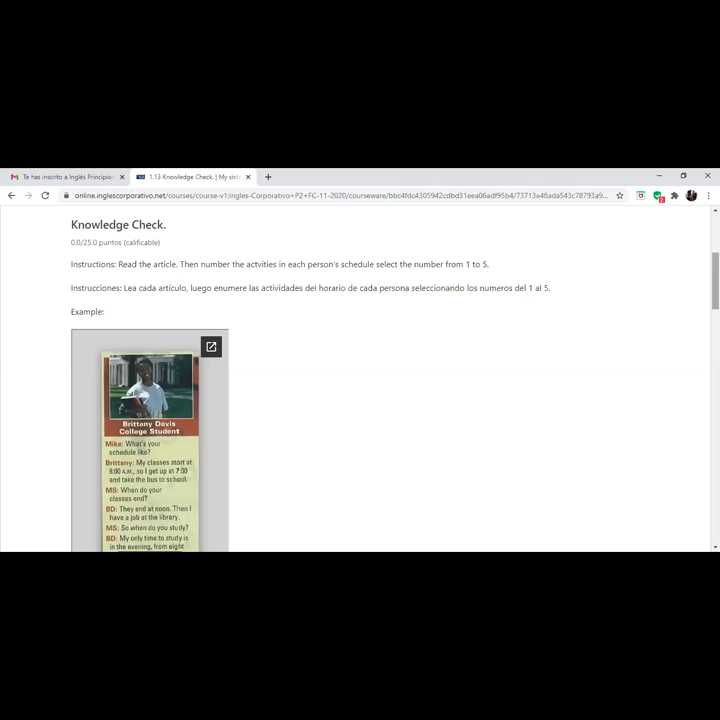 Te has inscrito a Inglés Principian
1.13 Knowledge Check. | My siste
online.inglescorporativo.net/courses/course-v1:Ingles-Corporativo+P2+FC-11-2020/courseware/bbc4fdc4305942cdbd31eea06adf95b4/73713e48ada543c78793a9...
2
Knowledge Check.
0.0/25.0 puntos (calificable)
Instructions: Read the article. Then number the actvities in each person's schedule select the number from 1 to 5.
Instrucciones: Lea cada artículo, luego enumere las actividades del horario de cada persona seleccionando los numeros del 1 al 5.
Example:
Brittany Davis
College Student
Mike: What's your
schedule like?
Brittany: My classes start at
8:00 A.M., so I get up at 7:00
and take the bus to school.
MS: When do your
classes end?
BD: They end at noon. Then I
have a job at the library.
MS: So when do you study?
BD: My only time to study is
in the evening, from eight